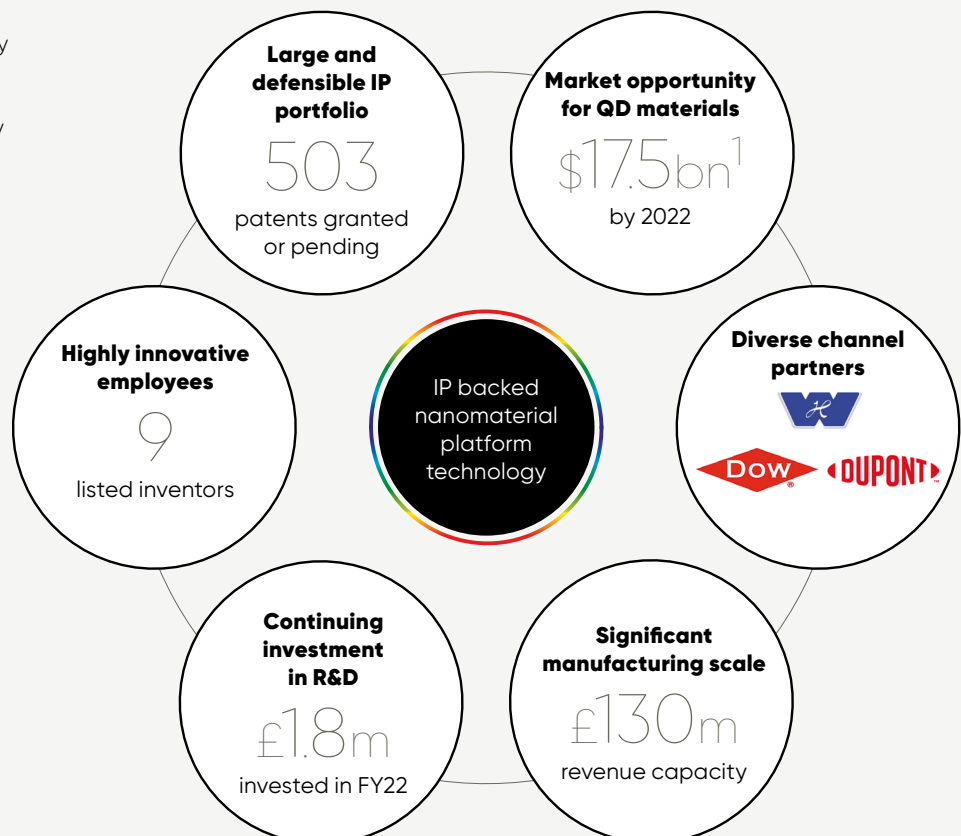 Large and
defensible IP
portfolio
503
patents granted
or pending
Market opportunity
for QD materials
$17.5bn1
by 2022
Highly innovative
employees
9
listed inventors
IP backed
nanomaterial
platform
technology
Diverse channel
partners
W H
DOW®
DUPONT™
Continuing
investment
in R&D
£1.8m
invested in FY22
Significant
manufacturing scale
£130m
revenue capacity